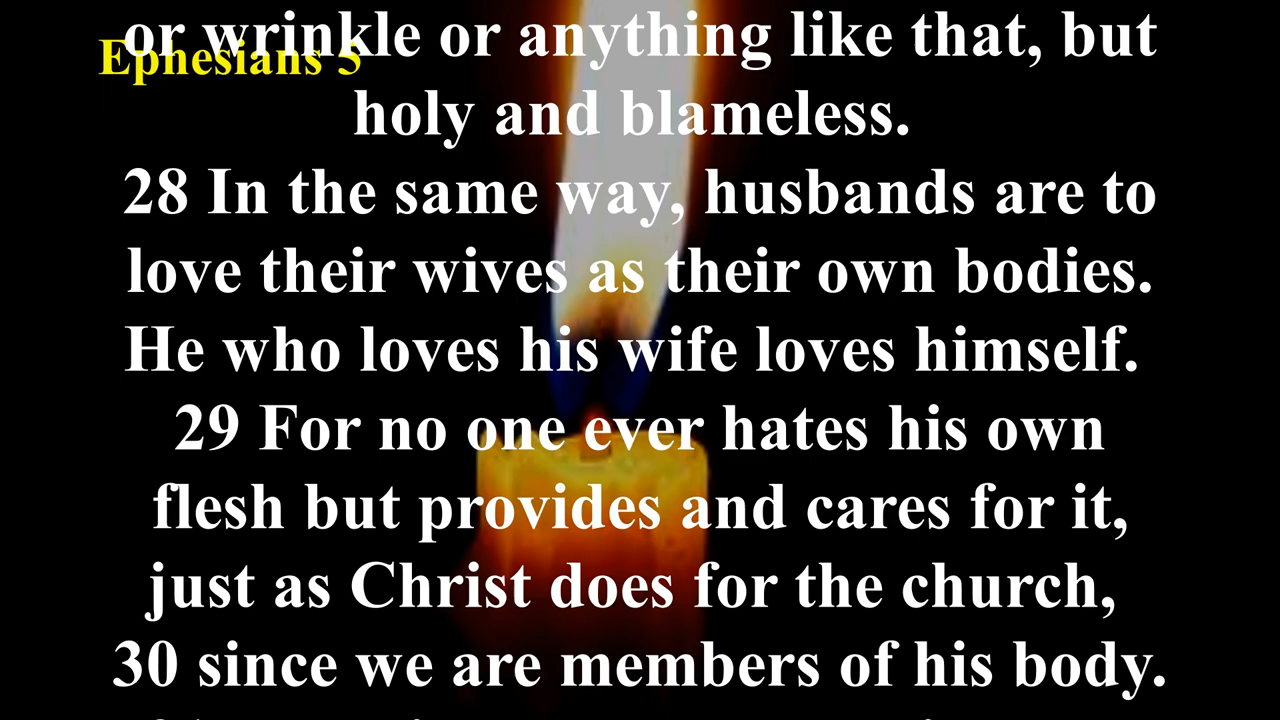 or wrinkle or anything like that, but
Ephesians 5
holy and blameless.
28 In the same way, husbands are to
love their wives as their own bodies.
He who loves his wife loves himself.
29 For no one ever hates his own
flesh but provides and cares for it,
just as Christ does for the church,
30 since we are members of his body.